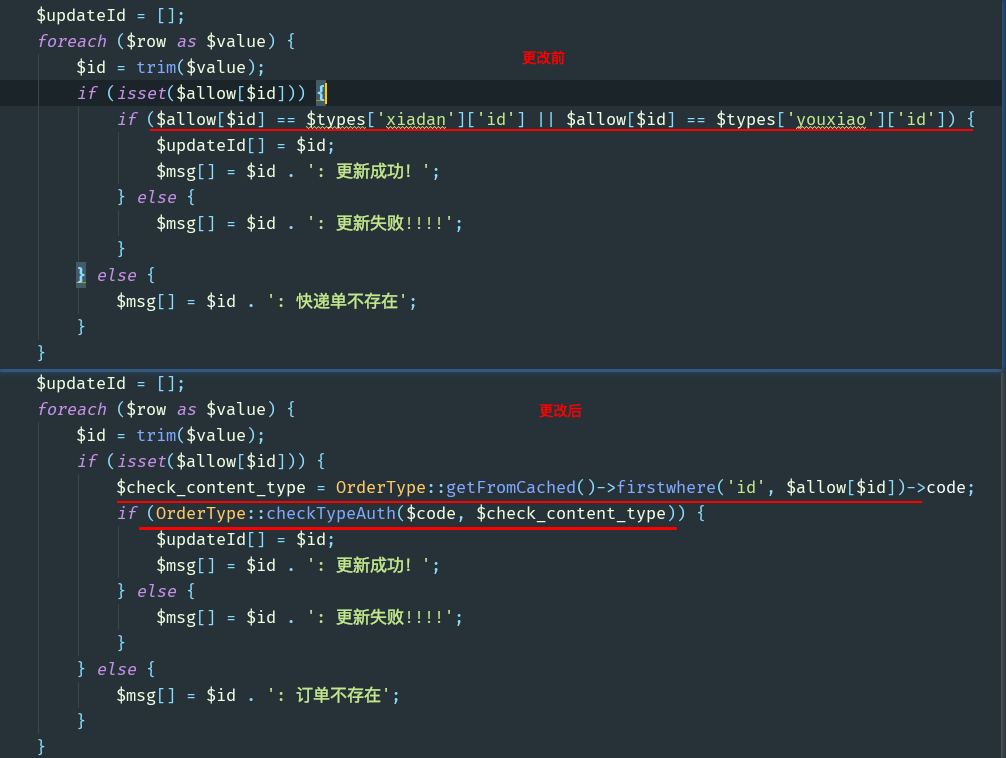 $updateId = [];
foreach ($row as $value) {
更改前
$id = trim($value);
if (isset($allow[$id])) {
if ($allow[$id] == $types['xiadan']['id'] || $allow[$id] == $types['youxiao']['id']) {
$updateId[] = $id;
$msg[] = $id . ': 更新成功! ';
} else {
$msg[] = $id . ': 更新失败!!!!';
}
} else {
$msg[] = $id . ': 快递单不存在';
}
}
$updateId = [];
foreach ($row as $value) {
更改后
$id = trim($value);
if (isset($allow[$id])) {
$check_content_type = OrderType::getFromCached()->firstwhere('id', $allow[$id])->code;
if (OrderType::checkTypeAuth($code, $check_content_type)) {
$updateId[] = $id;
$msg[] = $id . ': 更新成功! ';
} else {
$msg[] = $id . ': 更新失败!!!!';
}
} else {
$msg[] = $id . ': 订单不存在';
}
}